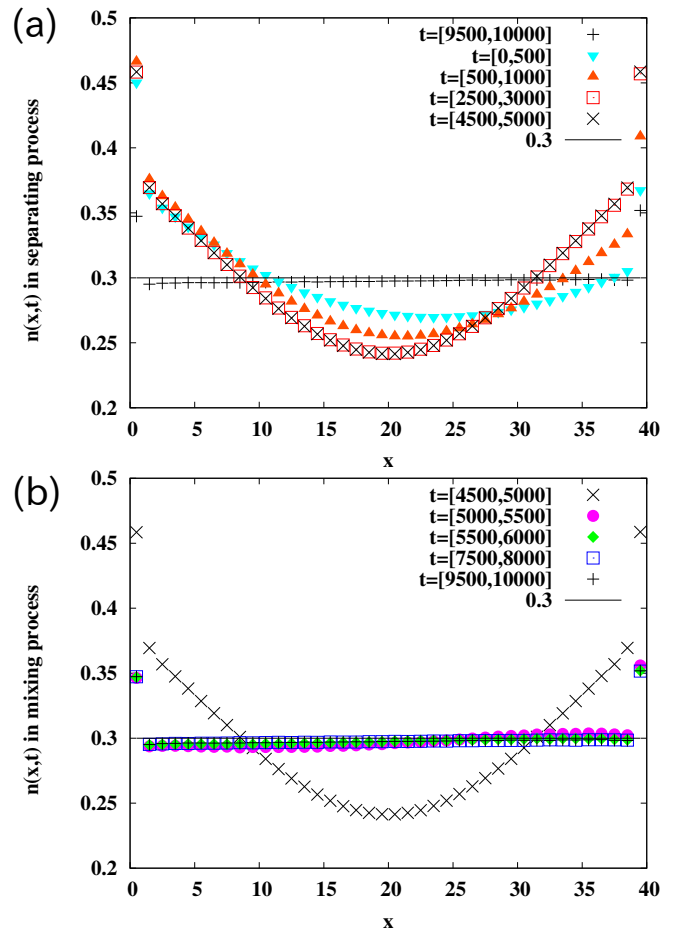 (a)
0.5
0.45
0.4
0.35
0.3
0.25
0.2
n(x,t) in separating process
t=[9500,10000]
t=[0,500]
t=[500,1000]
t=[2500,3000]
t=[4500,5000]
0.3
0 5 10 15 20 25 30 35 40
x
(b)
0.5
0.45
0.4
0.35
0.3
0.25
0.2
n(x,t) in mixing process
t=[4500,5000]
t=[5000,5500]
t=[5500,6000]
t=[7500,8000]
t=[9500,10000]
0.3
0 5 10 15 20 25 30 35 40
x